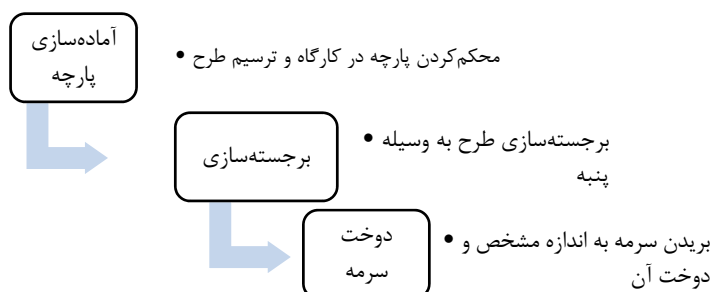 آماده‌سازی
پارچه
محکم‌کردن پارچه در کارگاه و ترسیم طرح •
برجسته‌سازی
برجسته‌سازی طرح به وسیله •
پنبه
دوخت
سرمه
بریدن سرمه به اندازه مشخص و •
دوخت آن